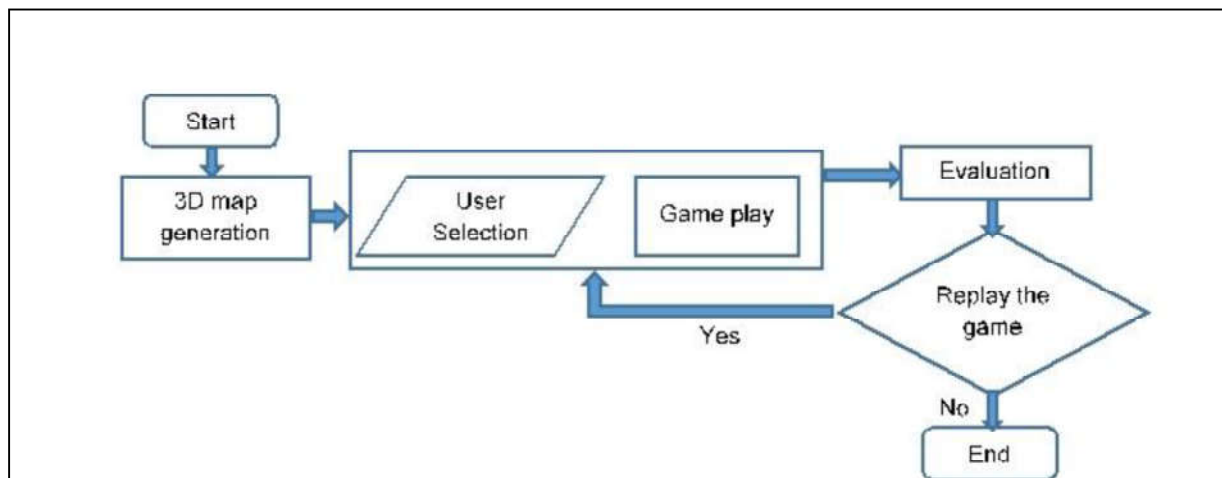 Start
3D map
generation
User
Selection
Game play
Evaluation
Replay the
game
Yes
No
End